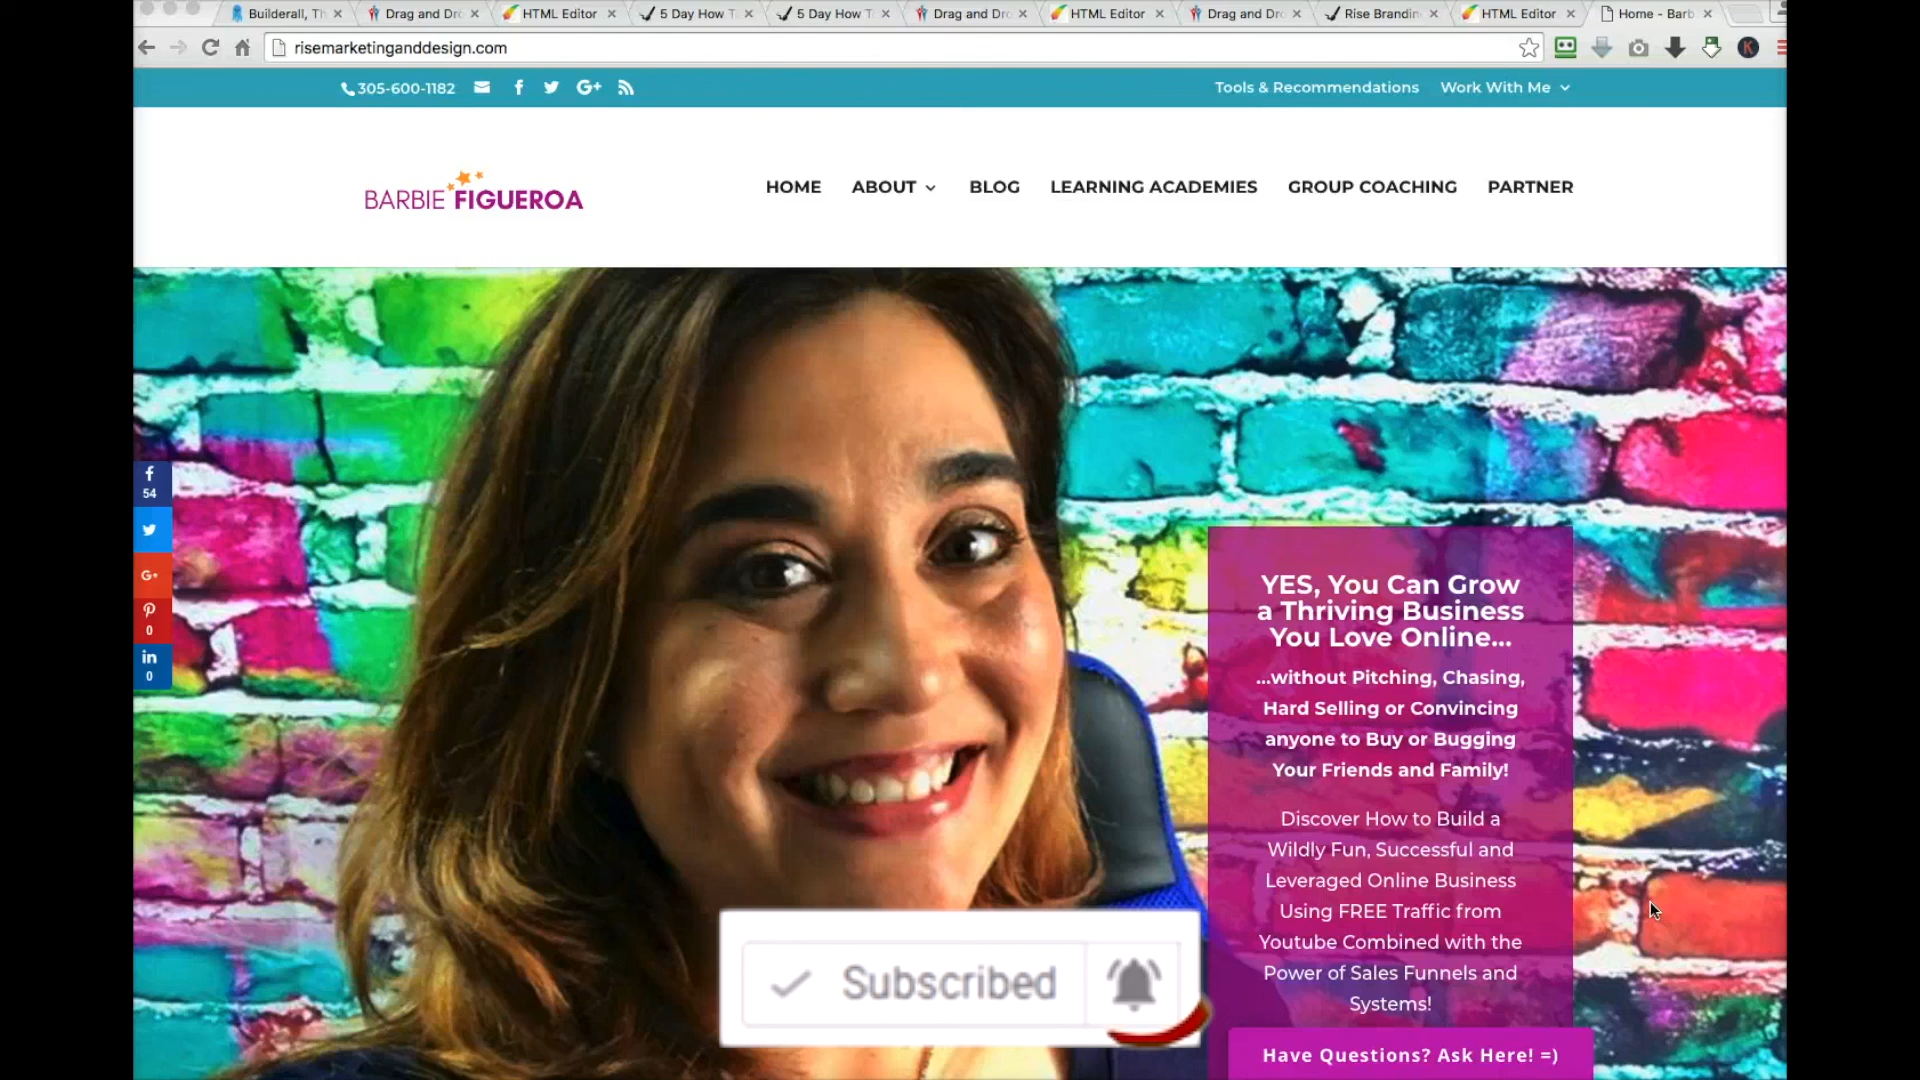 Builderall, Th
Drag and Dro
HTML Editor
5 Day How T
5 Day How T
Drag and Dro
HTML Editor
Drag and Dro
Rise Brandin
HTML Editor
Home - Barb
risemarketinganddesign.com
K
305-600-1182
G+
Tools & Recommendations
Work With Me
BARBIE FIGUEROA
HOME
ABOUT
BLOG
LEARNING ACADEMIES
GROUP COACHING
PARTNER
f
54
G+
0
in
0
YES, You Can Grow
a Thriving Business
You Love Online...
...without Pitching, Chasing,
Hard Selling or Convincing
anyone to Buy or Bugging
Your Friends and Family!
Discover How to Build a
Wildly Fun, Successful and
Leveraged Online Business
Using FREE Traffic from
Youtube Combined with the
Power of Sales Funnels and
Systems!
Subscribed
Have Questions? Ask Here! =)